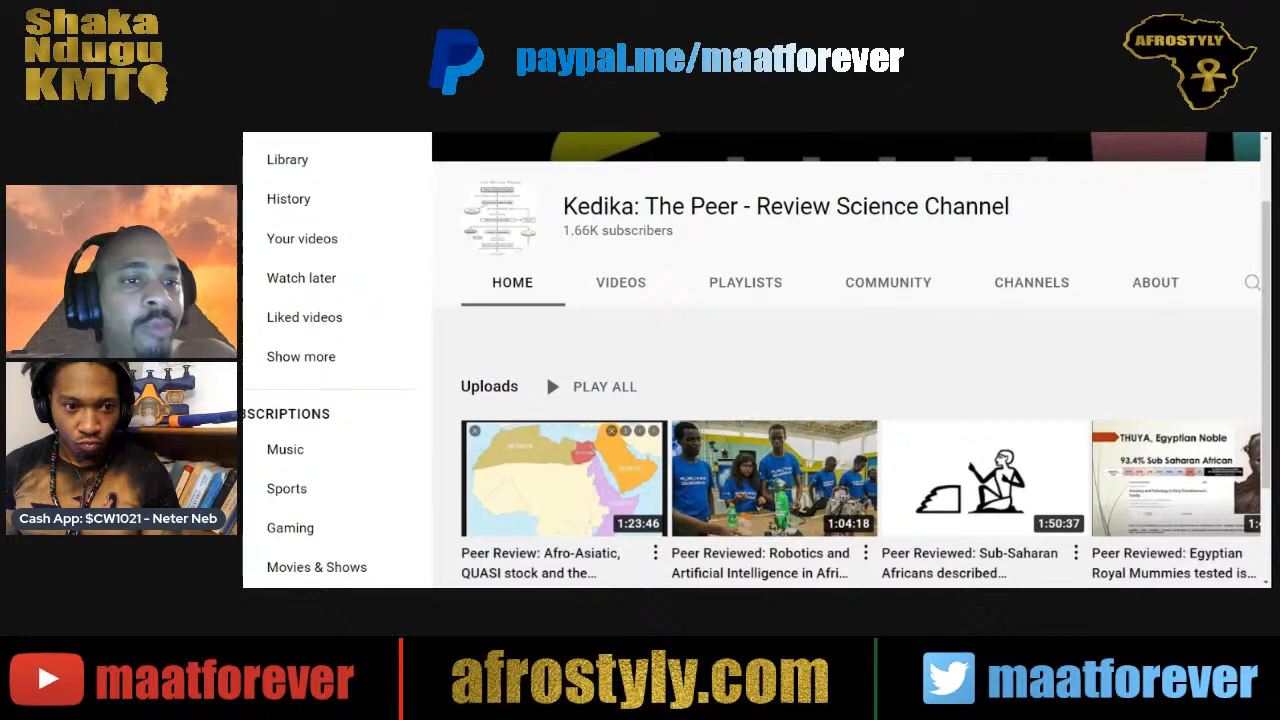 Shaka
Ndugu
KMT
paypal.me/maatforever
AFROSTYLY
Library
History
Your videos
Watch later
Liked videos
Show more
BSCRIPTIONS
Music
Sports
Gaming
Movies & Shows
Kedika: The Peer - Review Science Channel
1.66K subscribers
HOME VIDEOS PLAYLISTS COMMUNITY CHANNELS ABOUT
Uploads PLAY ALL
1:23:46
Peer Review: Afro-Asiatic,
QUASI stock and the...
1:04:18
Peer Reviewed: Robotics and
Artificial Intelligence in Afri...
1:50:37
Peer Reviewed: Sub-Saharan
Africans described...
THUYA, Egyptian Noble
93.4% Sub Saharan African
Peer Reviewed: Egyptian
Royal Mummies tested is...
Cash App: $CW1021 - Neter Neb
maatforever
afrostyly.com
maatforever